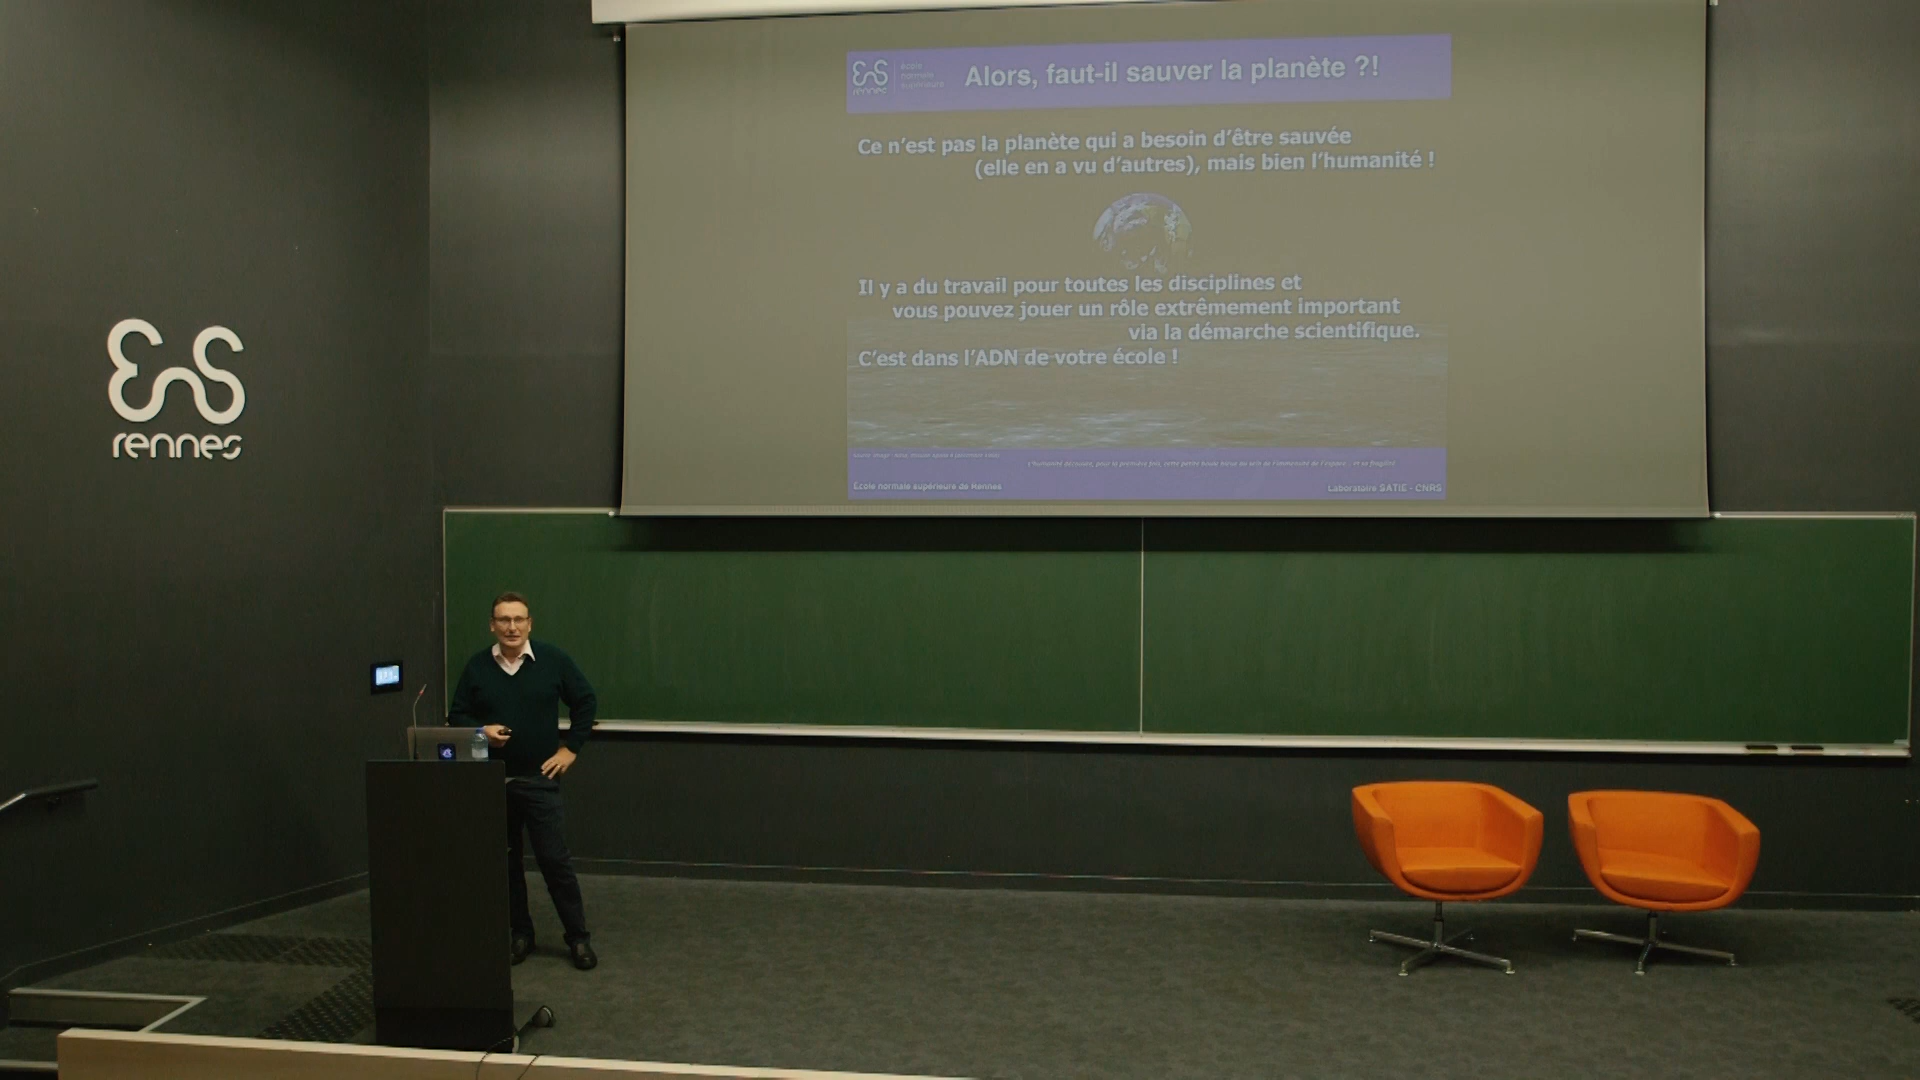 ens
école
normale
supérieure
rennes
Alors, faut-il sauver la planète ?!
Ce n'est pas la planète qui a besoin d'être sauvée
(elle en a vu d'autres), mais bien l'humanité !
Il y a du travail pour toutes les disciplines et
vous pouvez jouer un rôle extrêmement important
via la démarche scientifique.
C'est dans l'ADN de votre école !
École normale supérieure de Rennes
Laboratoire SATIE - CNRS
ens
rennes